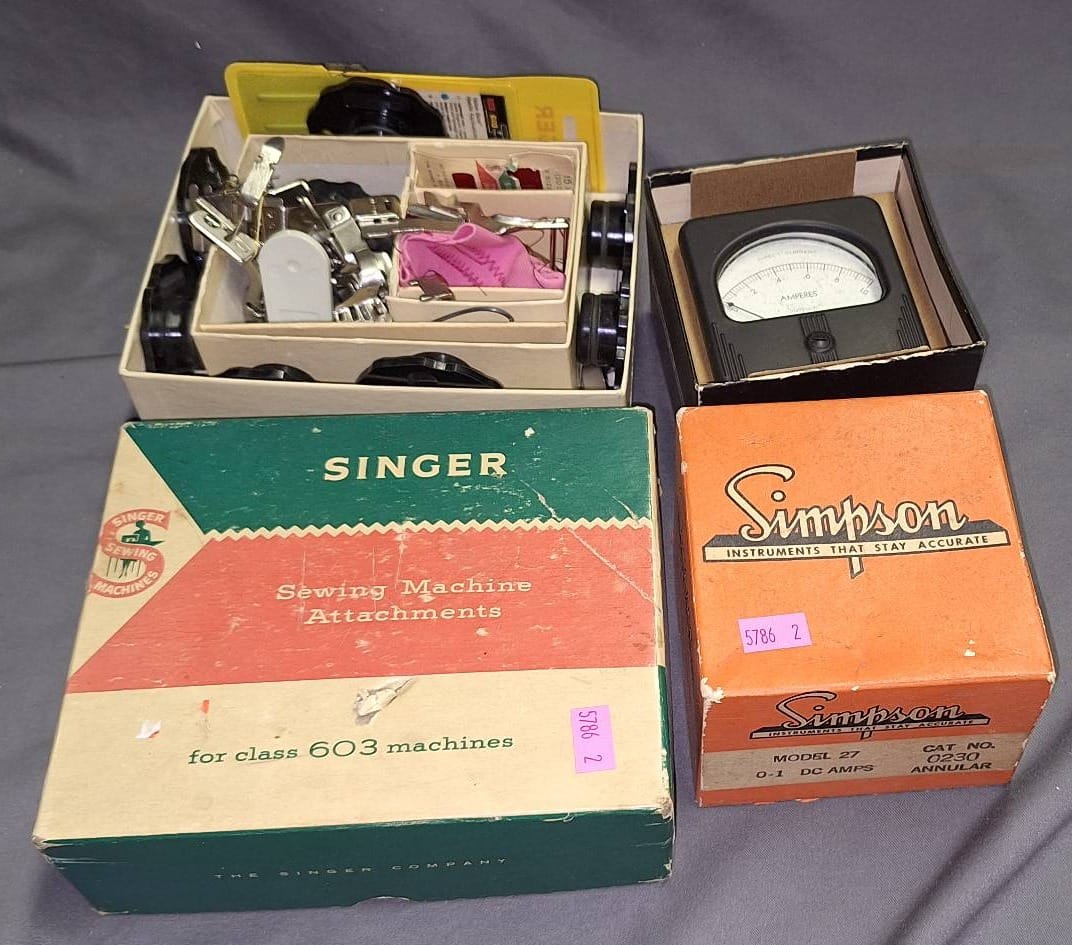 AMPERES
SINGER
SINGER
SEWING
MACHINES
Sewing Machine
Attachments
for class 603 machines
5786 2
THE SINGER COMPANY
Simpson
INSTRUMENTS THAT STAY ACCURATE
5786 2
Simpson
INSTRUMENTS THAT STAY ACCURATE
MODEL 27
0-1 DC AMPS
CAT NO.
0230
ANNULAR